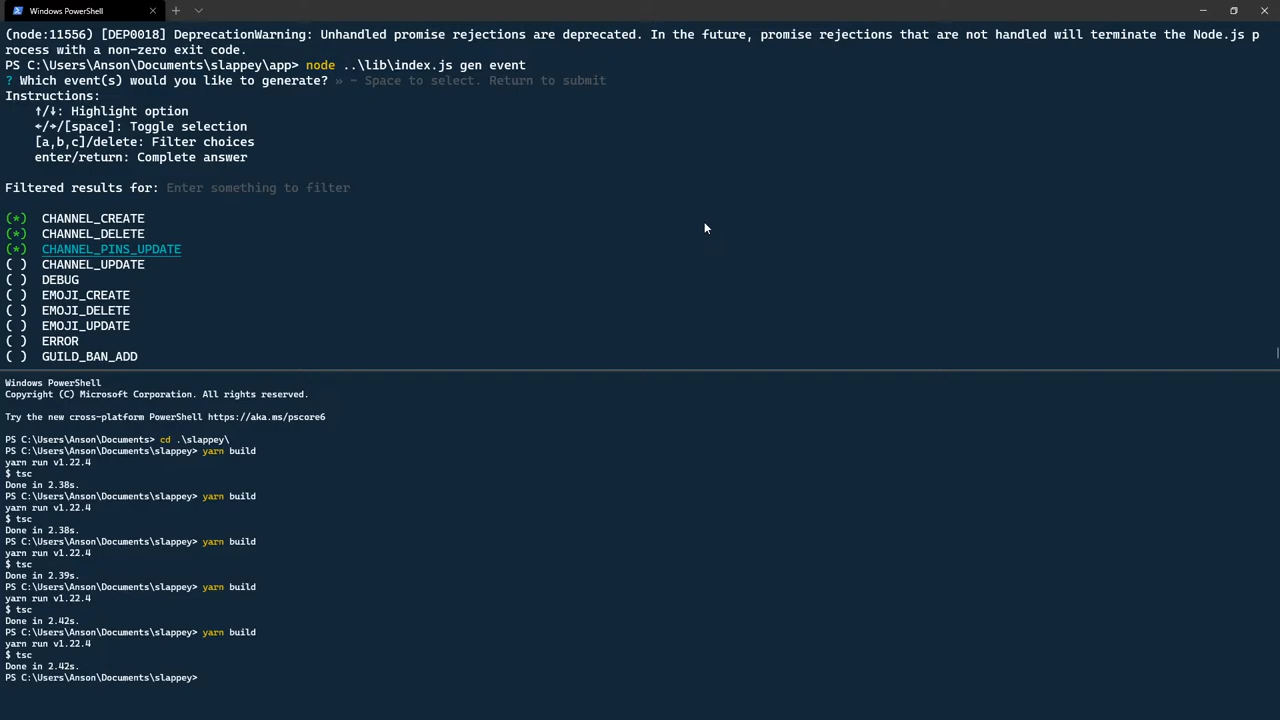 Windows PowerShell
(node:11556) [DEP0018] DeprecationWarning: Unhandled promise rejections are deprecated. In the future, promise rejections that are not handled will terminate the Node.js p
rocess with a non-zero exit code.
PS C:\Users\Anson\Documents\slappey\app> node ..\lib\index.js gen event
? Which event(s) would you like to generate? » - Space to select. Return to submit
Instructions:
↑/↓: Highlight option
←/→/[space]: Toggle selection
[a,b,c]/delete: Filter choices
enter/return: Complete answer
Filtered results for: Enter something to filter
(*) CHANNEL_CREATE
(*) CHANNEL_DELETE
(*) CHANNEL_PINS_UPDATE
( ) CHANNEL_UPDATE
( ) DEBUG
( ) EMOJI_CREATE
( ) EMOJI_DELETE
( ) EMOJI_UPDATE
( ) ERROR
( ) GUILD_BAN_ADD
Windows PowerShell
Copyright (C) Microsoft Corporation. All rights reserved.
Try the new cross-platform PowerShell https://aka.ms/pscore6
PS C:\Users\Anson\Documents> cd .\slappey\
PS C:\Users\Anson\Documents\slappey> yarn build
yarn run v1.22.4
$ tsc
Done in 2.38s.
PS C:\Users\Anson\Documents\slappey> yarn build
yarn run v1.22.4
$ tsc
Done in 2.38s.
PS C:\Users\Anson\Documents\slappey> yarn build
yarn run v1.22.4
$ tsc
Done in 2.39s.
PS C:\Users\Anson\Documents\slappey> yarn build
yarn run v1.22.4
$ tsc
Done in 2.42s.
PS C:\Users\Anson\Documents\slappey> yarn build
yarn run v1.22.4
$ tsc
Done in 2.42s.
PS C:\Users\Anson\Documents\slappey>